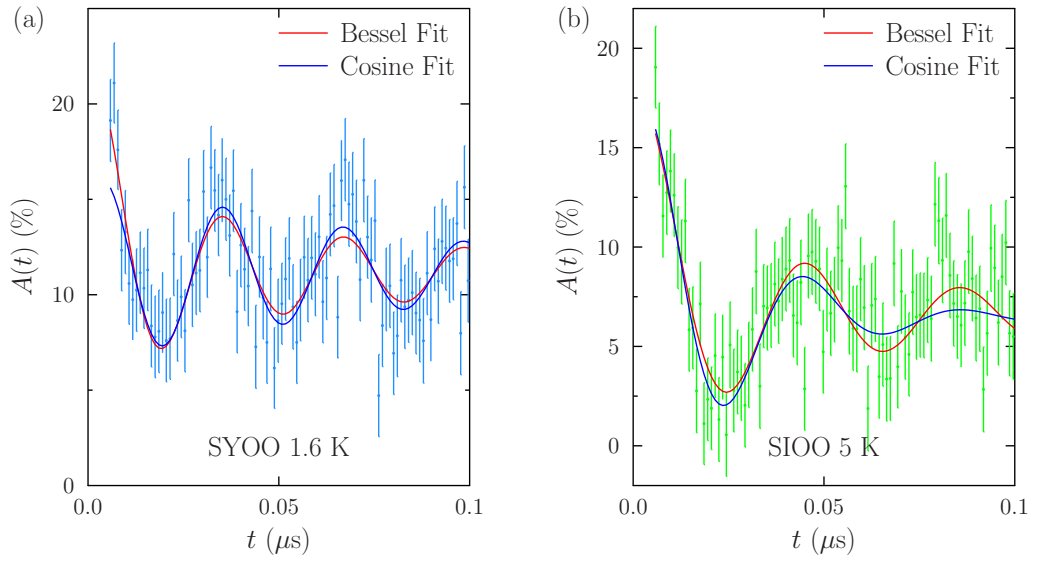 (a)
Bessel Fit
Cosine Fit
A(t) (%)
20
10
0
SYOO 1.6 K
0.0
0.05
0.1
t (μs)
(b)
Bessel Fit
Cosine Fit
A(t) (%)
20
15
10
5
0
SIOO 5 K
0.0
0.05
0.1
t (μs)